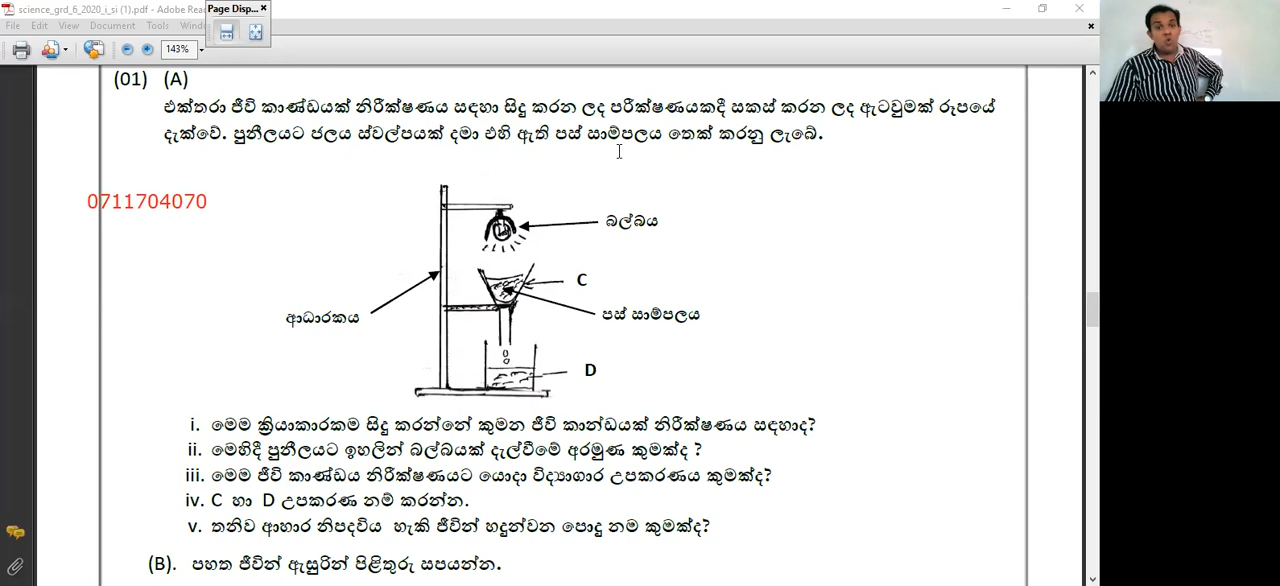 science_grd_6_2020_i_si (1).pdf - Adobe Rea
Page Disp...
File Edit View Document Tools Windo
143%
(01) (A)
එක්තරා ජීවි කාණ්ඩයක් නිරීක්ෂණය සඳහා සිදු කරන ලද පරීක්ෂණයකදී සකස් කරන ලද ඇටවුමක් රූපයේ
දැක්වේ. පුනීලයට ජලය ස්වල්පයක් දමා එහි ඇති පස් සාම්පලය තෙක් කරනු ලැබේ.
0711704070
බල්බය
C
ආධාරකය
පස් සාම්පලය
D
i. මෙම ක්‍රියාකාරකම සිදු කරන්නේ කුමන ජීවි කාන්ඩයක් නිරීක්ෂණය සඳහාද?
ii. මෙහිදී පුනීලයට ඉහලින් බල්බයක් දැල්වීමේ අරමුණ කුමක්ද ?
iii. මෙම ජීවි කාණ්ඩය නිරීක්ෂණයට යොදා විද්‍යාගාර උපකරණය කුමක්ද?
iv. C හා D උපකරණ නම් කරන්න.
v. තනිව ආහාර නිපදවිය හැකි ජීවින් හදුන්වන පොදු නම කුමක්ද?
(B). පහත ජීවින් ඇසුරින් පිළිතුරු සපයන්න.